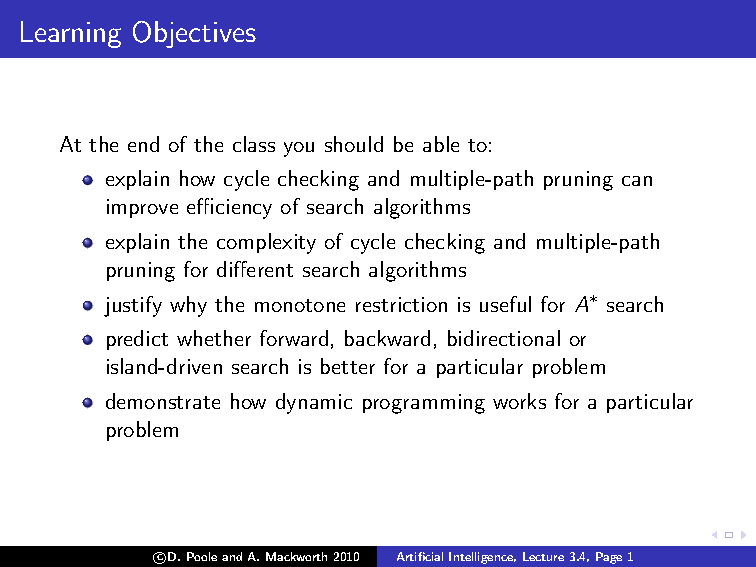 Learning Objectives
At the end of the class you should be able to:
explain how cycle checking and multiple-path pruning can
improve efficiency of search algorithms
explain the complexity of cycle checking and multiple-path
pruning for different search algorithms
justify why the monotone restriction is useful for A* search
predict whether forward, backward, bidirectional or
island-driven search is better for a particular problem
demonstrate how dynamic programming works for a particular
problem
©D. Poole and A. Mackworth 2010
Artificial Intelligence, Lecture 3.4, Page 1